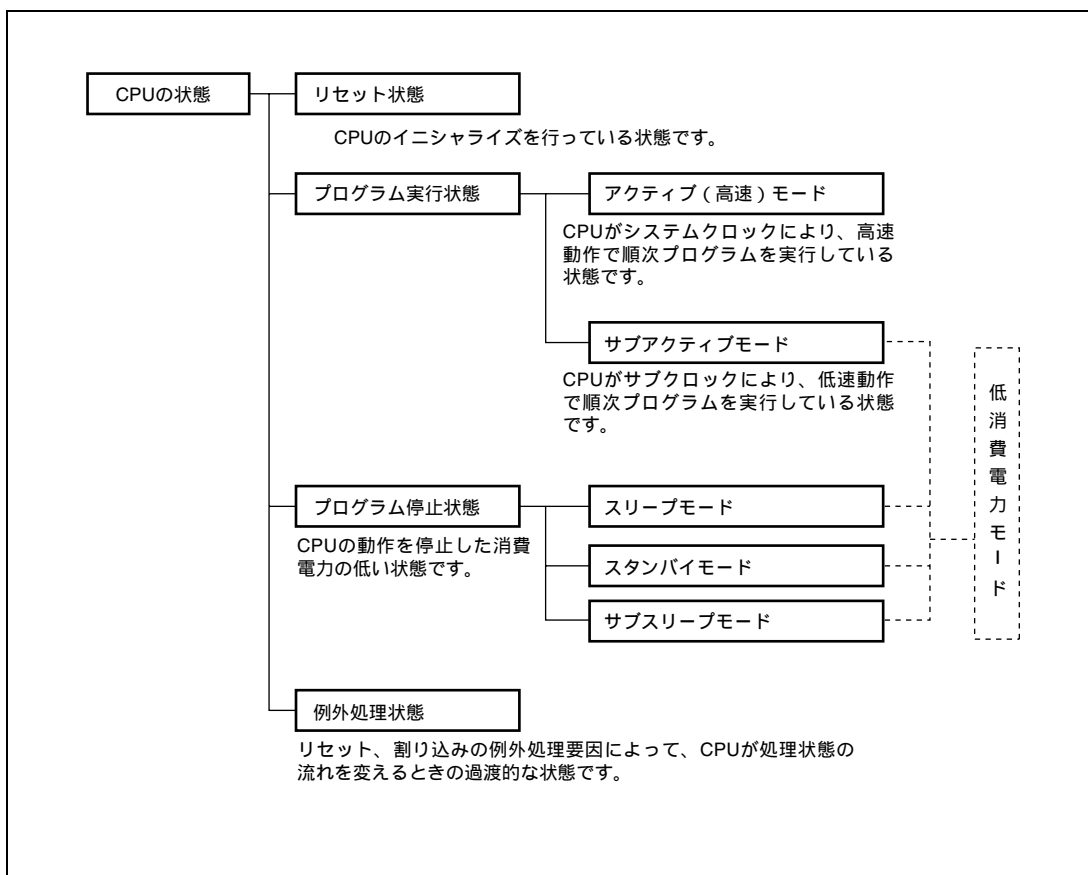 CPUの状態
リセット状態
CPUのイニシャライズを行っている状態です。
プログラム実行状態
アクティブ(高速)モード
CPUがシステムクロックにより、高速
動作で順次プログラムを実行している
状態です。
サブアクティブモード
CPUがサブクロックにより、低速動作
で順次プログラムを実行している状態
です。
低消費電力モード
プログラム停止状態
CPUの動作を停止した消費
電力の低い状態です。
スリープモード
スタンバイモード
サブスリープモード
例外処理状態
リセット、割り込みの例外処理要因によって、CPUが処理状態の
流れを変えるときの過渡的な状態です。